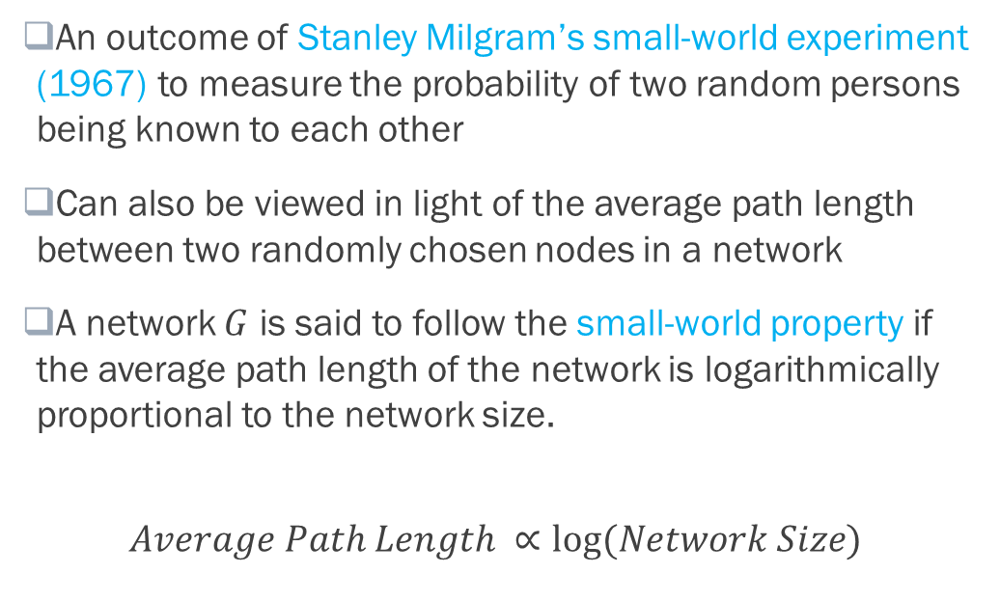 ❑An outcome of Stanley Milgram’s small-world experiment
(1967) to measure the probability of two random persons
being known to each other
❑Can also be viewed in light of the average path length
between two randomly chosen nodes in a network
❑A network 𝐺 is said to follow the small-world property if
the average path length of the network is logarithmically
proportional to the network size.
𝐴𝑣𝑒𝑟𝑎𝑔𝑒 𝑃𝑎𝑡ℎ 𝐿𝑒𝑛𝑔𝑡ℎ ∝ log(𝑁𝑒𝑡𝑤𝑜𝑟𝑘 𝑆𝑖𝑧𝑒)